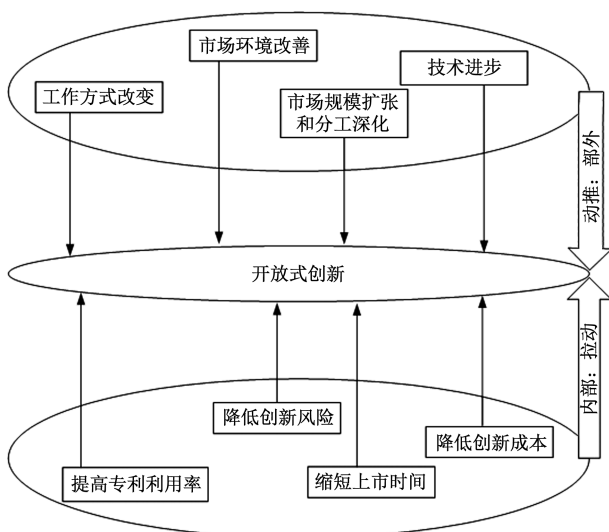 市场环境改善
技术进步
工作方式改变
市场规模扩张
和分工深化
外部：推动
开放式创新
内部：拉动
降低创新风险
降低创新成本
提高专利利用率
缩短上市时间